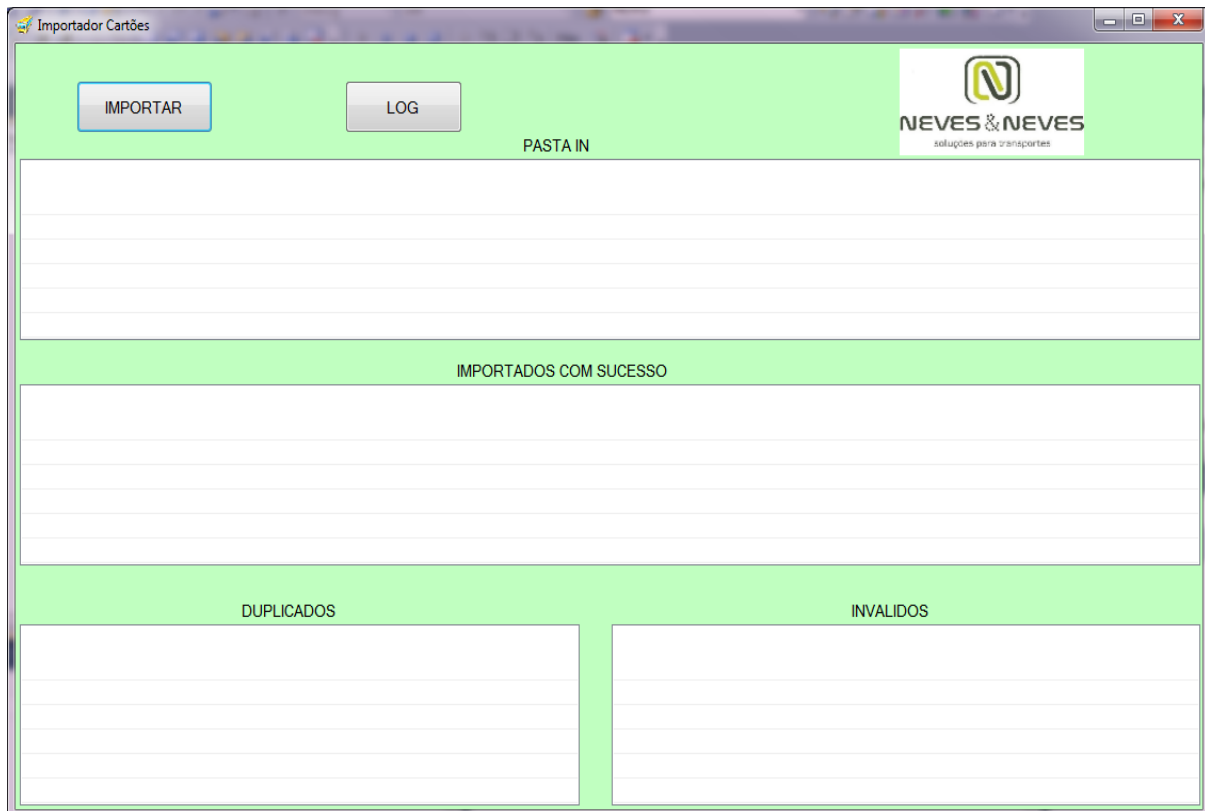 Importador Cartões
IMPORTAR
LOG
NEVES & NEVES
soluções para transportes
PASTA IN
IMPORTADOS COM SUCESSO
DUPLICADOS
INVALIDOS